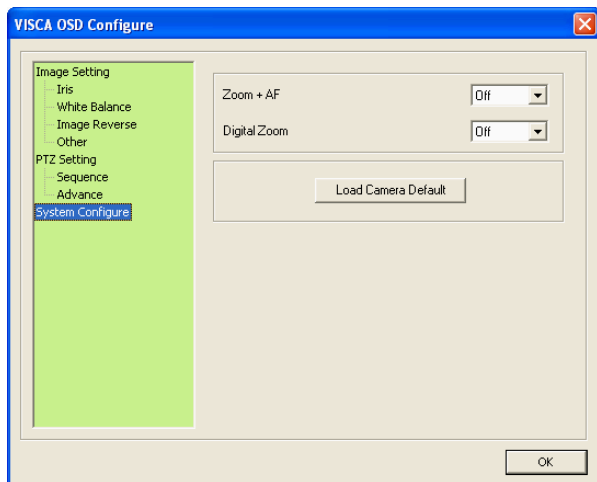 VISCA OSD Configure
Image Setting
Iris
White Balance
Image Reverse
Other
PTZ Setting
Sequence
Advance
System Configure
Zoom + AF
Off
Digital Zoom
Off
Load Camera Default
OK